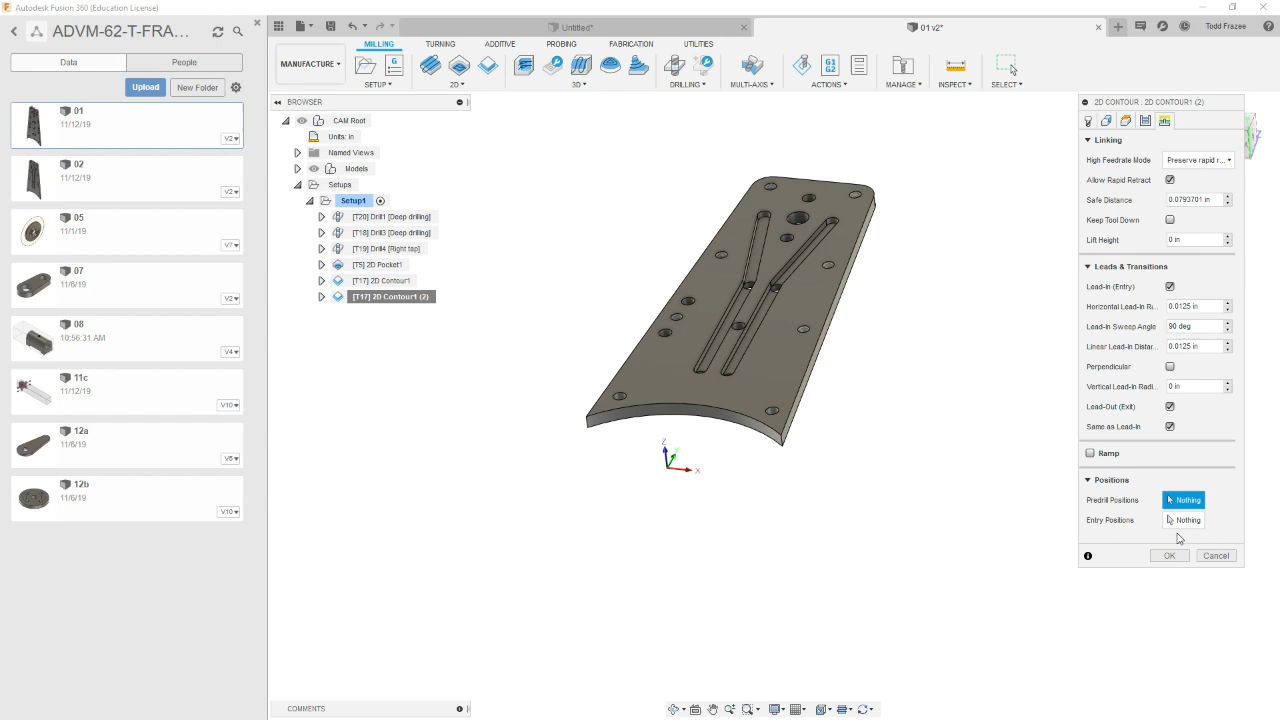 Autodesk Fusion 360 (Education License)
ADVM-62-T-FRA...
Data People
Upload New Folder
01
11/12/19
V2
02
11/12/19
V2
05
11/1/19
V7
07
11/6/19
V2
08
10:56:31 AM
V4
11c
11/12/19
V10
12a
11/6/19
V6
12b
11/6/19
V10
Untitled*
01 v2*
Todd Frazee
MANUFACTURE
MILLING TURNING ADDITIVE PROBING FABRICATION UTILITIES
SETUP 2D 3D DRILLING MULTI-AXIS ACTIONS MANAGE INSPECT SELECT
G
G1
G2
BROWSER
CAM Root
Units: in
Named Views
Models
Setups
Setup1
[T20] Drill1 [Deep drilling]
[T18] Drill3 [Deep drilling]
[T19] Drill4 [Right tap]
[T5] 2D Pocket1
[T17] 2D Contour1
[T17] 2D Contour1 (2)
Z
Y
X
2D CONTOUR : 2D CONTOUR1 (2)
Linking
High Feedrate Mode Preserve rapid r...
Allow Rapid Retract
Safe Distance 0.0793701 in
Keep Tool Down
Lift Height 0 in
Leads & Transitions
Lead-In (Entry)
Horizontal Lead-In R... 0.0125 in
Lead-In Sweep Angle 90 deg
Linear Lead-In Distar... 0.0125 in
Perpendicular
Vertical Lead-In Radi... 0 in
Lead-Out (Exit)
Same as Lead-In
Ramp
Positions
Predrill Positions Nothing
Entry Positions Nothing
OK Cancel
COMMENTS